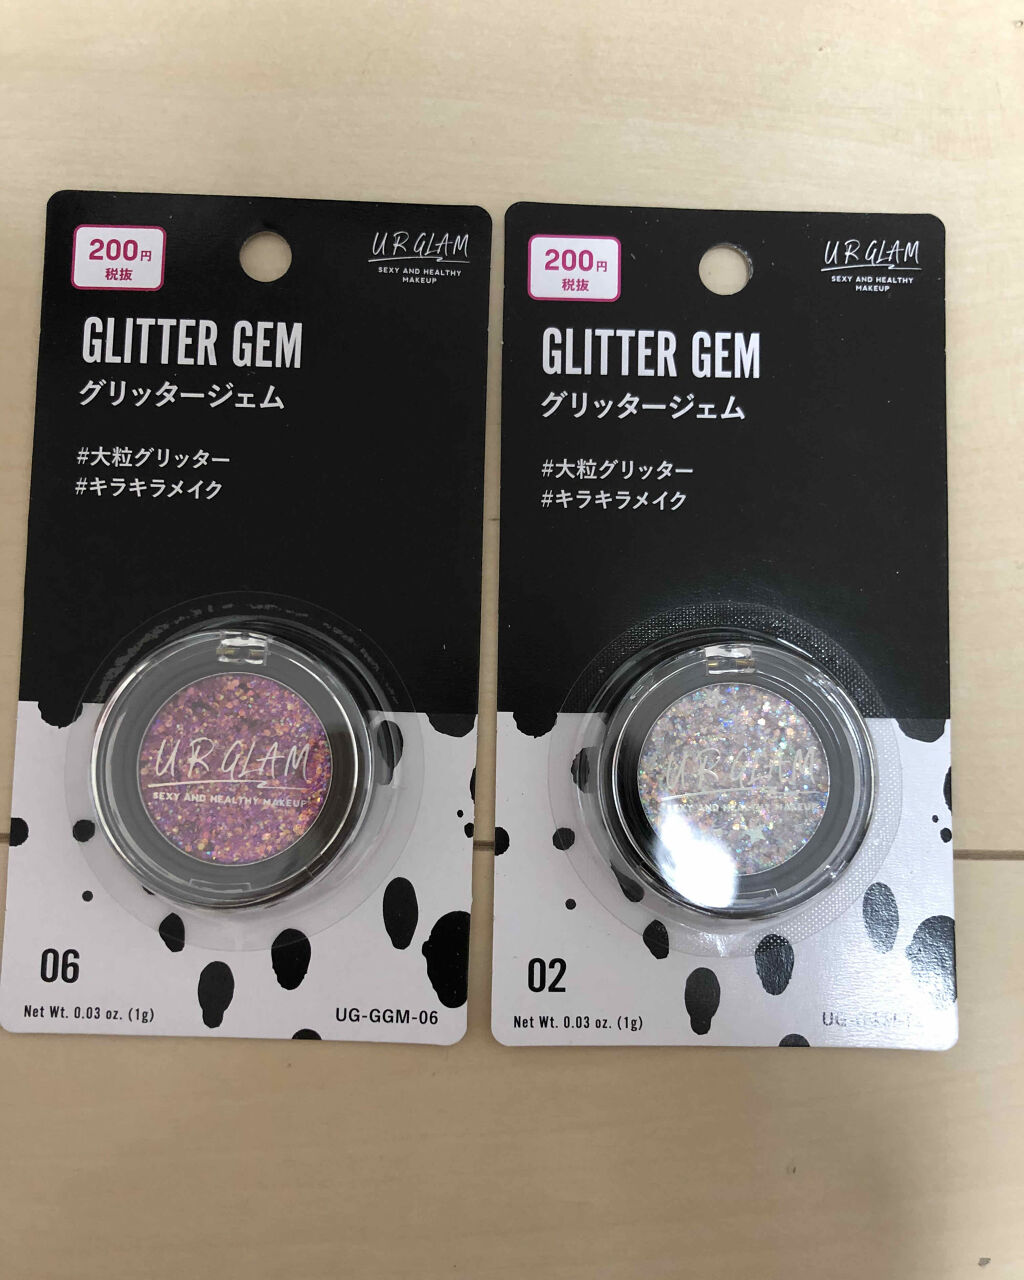 200円
税抜
UR GLAM
SEXY AND HEALTHY
MAKEUP
GLITTER GEM
グリッタージェム
#大粒グリッター
#キラキラメイク
UR GLAM
SEXY AND HEALTHY MAKEUP
06
Net Wt. 0.03 oz. (1g)
UG-GGM-06
200円
税抜
UR GLAM
SEXY AND HEALTHY
MAKEUP
GLITTER GEM
グリッタージェム
#大粒グリッター
#キラキラメイク
UR GLAM
SEXY AND HEALTHY MAKEUP
02
Net Wt. 0.03 oz. (1g)